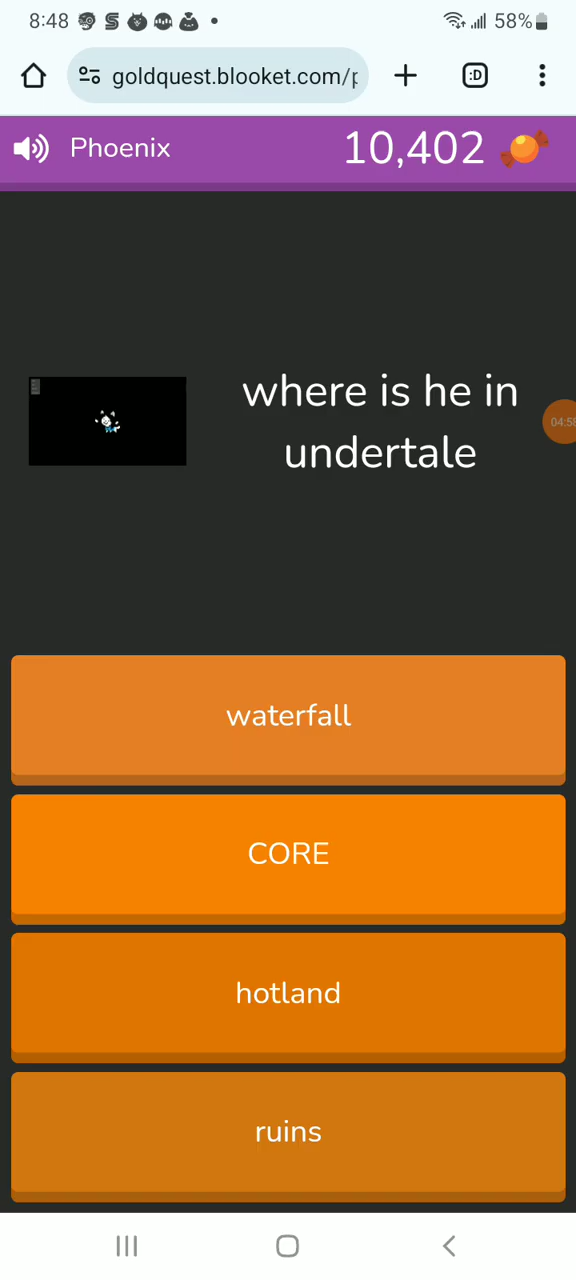 8:48 58%
goldquest.blooket.com/p
:D
Phoenix 10,402
where is he in
undertale
04:58
waterfall
CORE
hotland
ruins